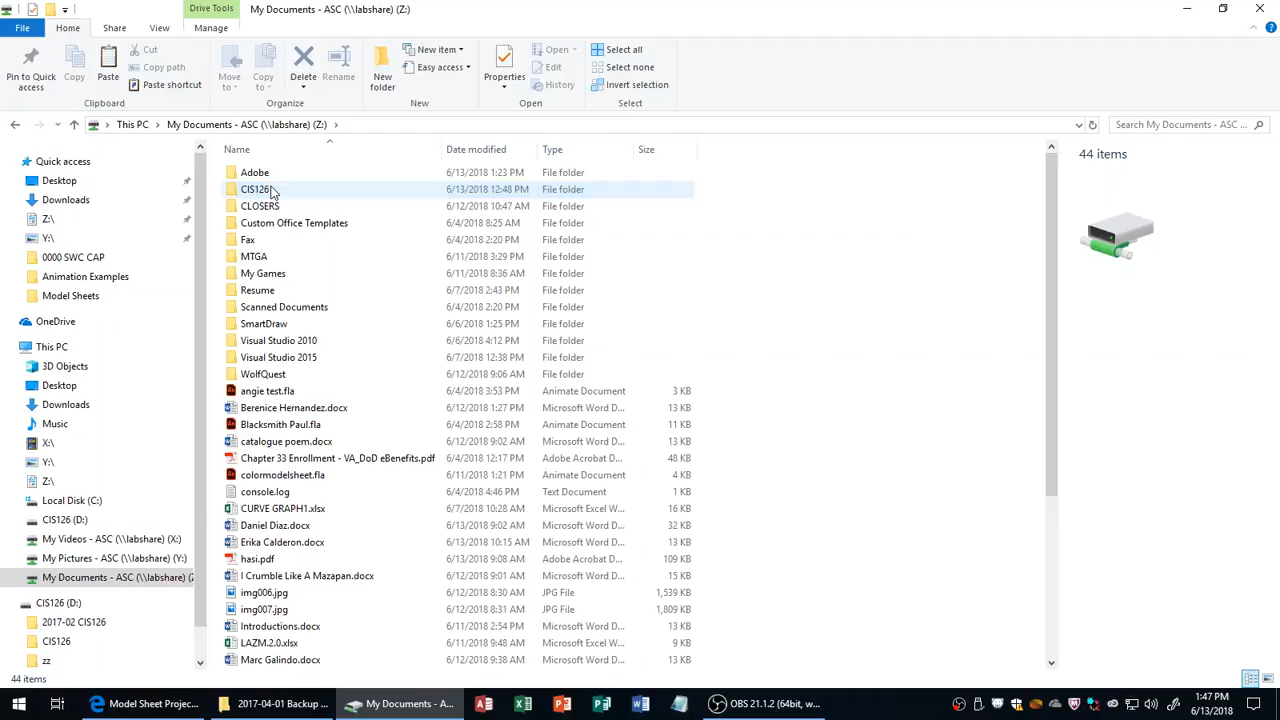 Drive Tools
My Documents - ASC (\\labshare) (Z:)
File Home Share View Manage
Pin to Quick access
Copy
Paste
Cut
Copy path
Paste shortcut
Clipboard
Move to
Copy to
Delete
Rename
Organize
New folder
New item
Easy access
New
Properties
Open
Edit
History
Open
Select all
Select none
Invert selection
Select
This PC My Documents - ASC (\\labshare) (Z:)
Search My Documents - ASC ...
Quick access
Desktop
Downloads
Z:\
Y:\
0000 SWC CAP
Animation Examples
Model Sheets
OneDrive
This PC
3D Objects
Desktop
Downloads
Music
X:\
Y:\
Z:\
Local Disk (C:)
CIS126 (D:)
My Videos - ASC (\\labshare) (X:)
My Pictures - ASC (\\labshare) (Y:)
My Documents - ASC (\\labshare) (Z
CIS126 (D:)
2017-02 CIS126
CIS126
zz
Name Date modified Type Size
Adobe 6/13/2018 1:23 PM File folder
CIS126 6/13/2018 12:48 PM File folder
CLOSERS 6/12/2018 10:47 AM File folder
Custom Office Templates 6/4/2018 8:25 AM File folder
Fax 6/4/2018 2:20 PM File folder
MTGA 6/11/2018 3:29 PM File folder
My Games 6/11/2018 8:36 AM File folder
Resume 6/7/2018 2:43 PM File folder
Scanned Documents 6/4/2018 2:20 PM File folder
SmartDraw 6/6/2018 1:25 PM File folder
Visual Studio 2010 6/6/2018 4:12 PM File folder
Visual Studio 2015 6/7/2018 12:38 PM File folder
WolfQuest 6/12/2018 9:06 AM File folder
angie test.fla 6/4/2018 3:53 PM Animate Document 3 KB
Berenice Hernandez.docx 6/12/2018 1:27 PM Microsoft Word D... 13 KB
Blacksmith Paul.fla 6/4/2018 2:58 PM Animate Document 11 KB
catalogue poem.docx 6/12/2018 9:02 AM Microsoft Word D... 13 KB
Chapter 33 Enrollment - VA_DoD eBenefits.pdf 6/4/2018 12:17 PM Adobe Acrobat D... 48 KB
colormodelsheet.fla 6/11/2018 1:21 PM Animate Document 4 KB
console.log 6/4/2018 4:46 PM Text Document 1 KB
CURVE GRAPH1.xlsx 6/7/2018 10:28 AM Microsoft Excel W... 16 KB
Daniel Diaz.docx 6/13/2018 9:02 AM Microsoft Word D... 32 KB
Erika Calderon.docx 6/13/2018 10:15 AM Microsoft Word D... 13 KB
hasi.pdf 6/13/2018 9:08 AM Adobe Acrobat D... 109 KB
I Crumble Like A Mazapan.docx 6/12/2018 9:01 AM Microsoft Word D... 15 KB
img006.jpg 6/12/2018 8:30 AM JPG File 1,539 KB
img007.jpg 6/12/2018 8:31 AM JPG File 1,809 KB
Introductions.docx 6/11/2018 2:54 PM Microsoft Word D... 13 KB
LAZM.2.0.xlsx 6/11/2018 9:48 AM Microsoft Excel W... 9 KB
Marc Galindo.docx 6/12/2018 9:38 AM Microsoft Word D... 13 KB
44 items
44 items
Model Sheet Projec...
2017-04-01 Backup ...
My Documents - A...
OBS 21.1.2 (64bit, w...
1:47 PM
6/13/2018